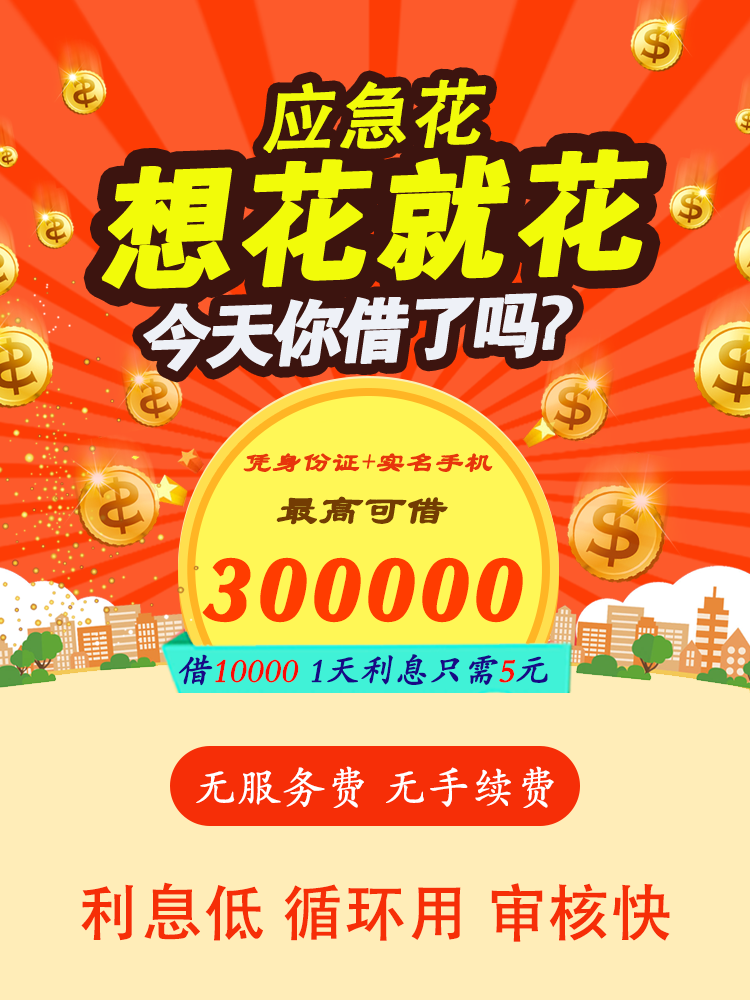 应急花
想花就花
今天你借了吗?
凭身份证+实名手机
最高可借
300000
借10000 1天利息只需5元
无服务费 无手续费
利息低 循环用 审核快